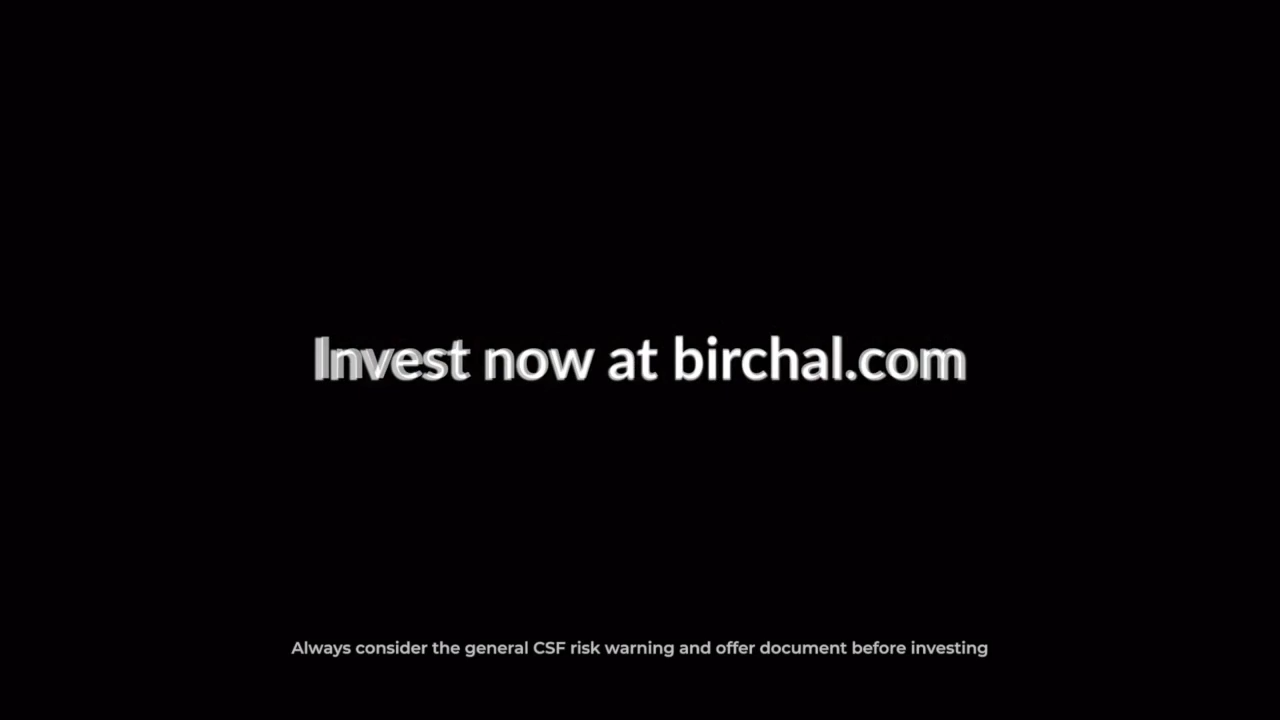 Invest now at birchal.com
Always consider the general CSF risk warning and offer document before investing